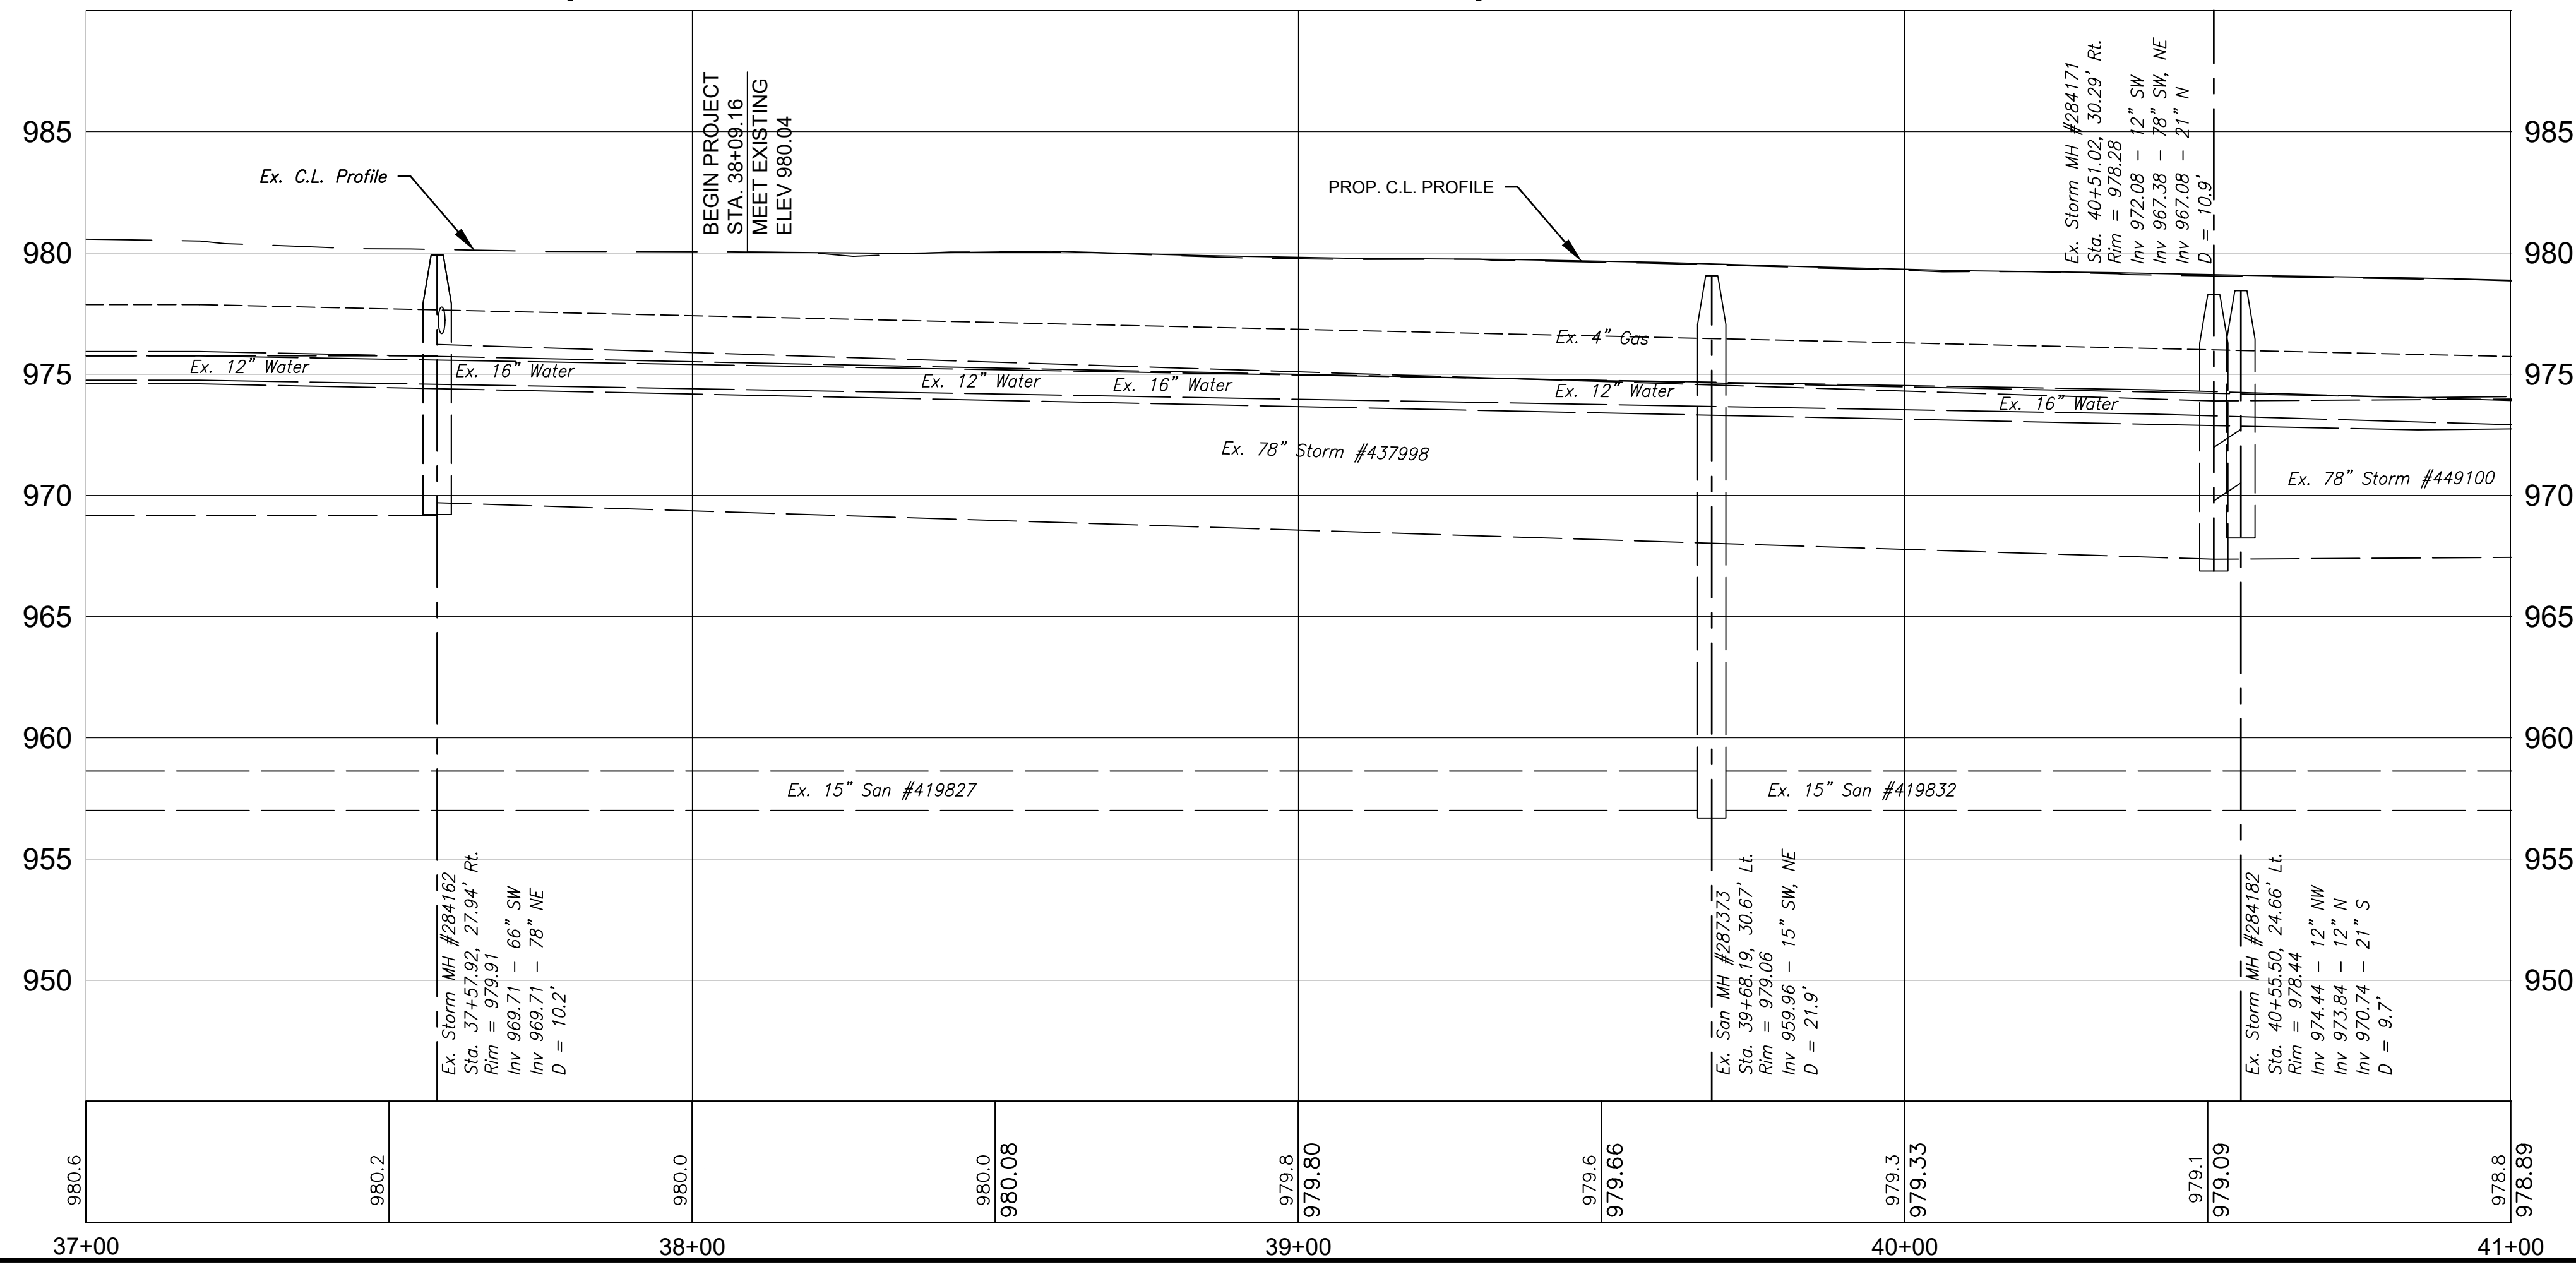 BEGIN PROJECT
STA. 38+09.16
MEET EXISTING
ELEV 980.04
Ex. Storm MH #284171
Sta. 40+51.02, 30.29' Rt.
Rim = 978.28
Inv 972.08 - 12" SW
Inv 967.38 - 78" SW, NE
Inv 967.08 - 21" N
D = 10.9'
985
985
Ex. C.L. Profile
PROP. C.L. PROFILE
980
980
Ex. 4" Gas
975
975
Ex. 12" Water
Ex. 16" Water
Ex. 12" Water
Ex. 16" Water
Ex. 12" Water
Ex. 16" Water
Ex. 78" Storm #437998
Ex. 78" Storm #449100
970
970
965
965
960
960
Ex. 15" San #419827
Ex. 15" San #419832
955
955
950
950
Ex. Storm MH #284162
Sta. 37+57.92, 27.94' Rt.
Rim = 979.91
Inv 969.71 - 66" SW
Inv 969.71 - 78" NE
D = 10.2'
Ex. San MH #287373
Sta. 39+68.19, 30.67' Lt.
Rim = 979.06
Inv 959.96 - 15" SW, NE
D = 21.9'
Ex. Storm MH #284182
Sta. 40+55.50, 24.66' Lt.
Rim = 978.44
Inv 974.44 - 12" NW
Inv 973.84 - 12" N
Inv 970.74 - 21" S
D = 9.7'
980.6
980.2
980.0
980.0
980.08
979.8
979.80
979.6
979.66
979.3
979.33
979.1
979.09
978.8
978.89
37+00
38+00
39+00
40+00
41+00